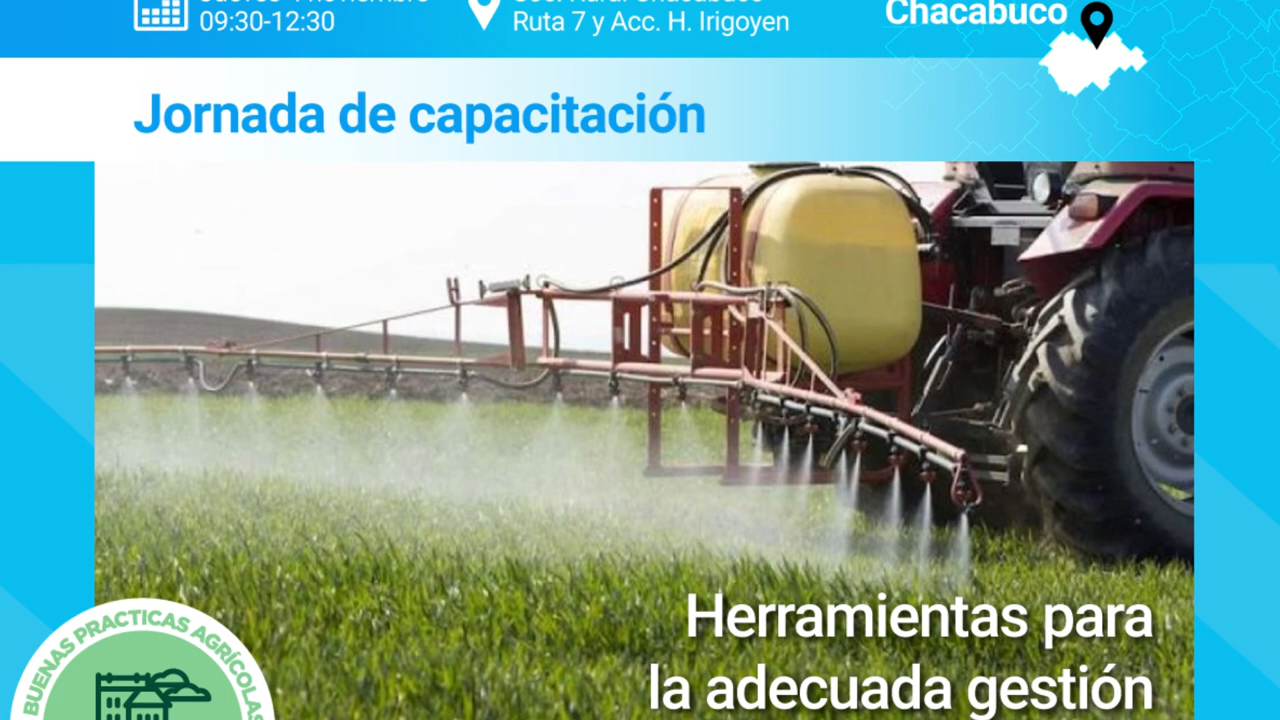 09:30-12:30
Ruta 7 y Acc. H. Irigoyen
Chacabuco
Jornada de capacitación
Herramientas para
la adecuada gestión
BUENAS PRACTICAS AGRÍCOLAS